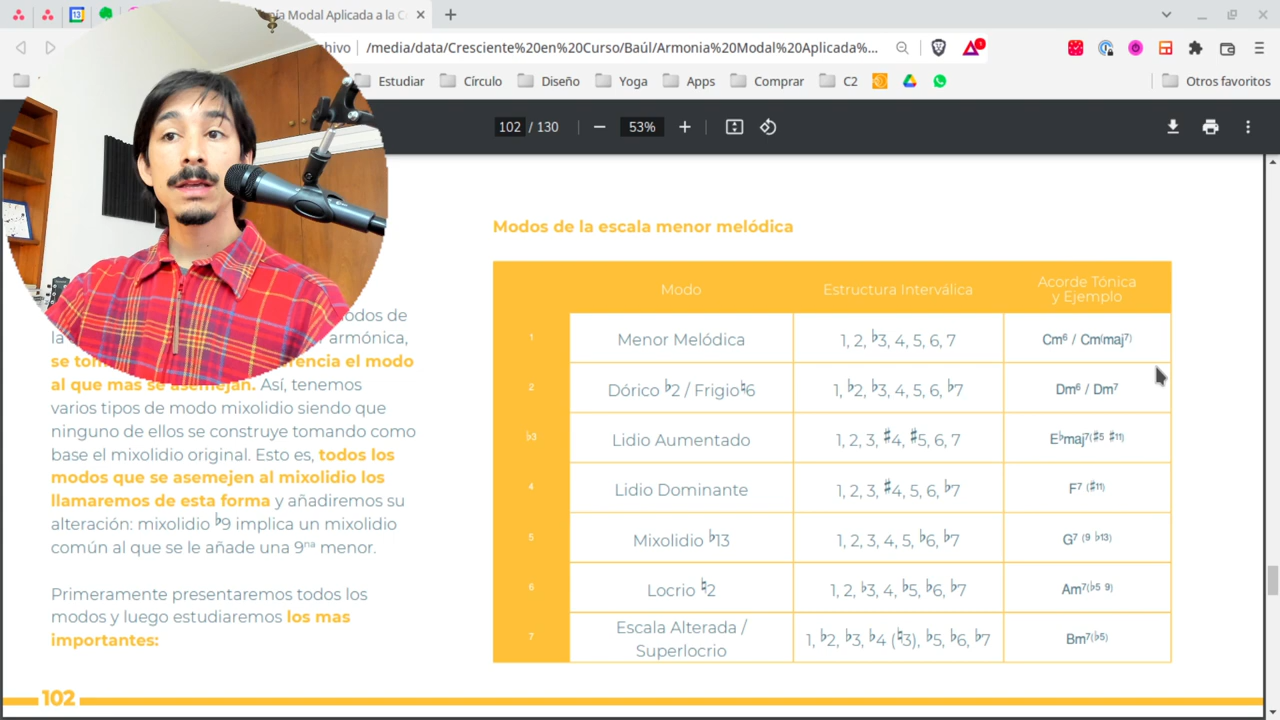 ía Modal Aplicada a la C
chivo /media/data/Cresciente%20en%20Curso/Baúl/Armonia%20Modal%20Aplicada%...
Estudiar Círculo Diseño Yoga Apps Comprar C2 Otros favoritos
102 / 130 53%
Modos de la escala menor melódica
Modo Estructura Interválica Acorde Tónica
y Ejemplo
1 Menor Melódica 1, 2, ♭3, 4, 5, 6, 7 Cm⁶ / Cm(maj⁷)
2 Dórico ♭2 / Frigio♮6 1, ♭2, ♭3, 4, 5, 6, ♭7 Dm⁶ / Dm⁷
♭3 Lidio Aumentado 1, 2, 3, ♯4, ♯5, 6, 7 E♭maj⁷(♯5 ♯11)
4 Lidio Dominante 1, 2, 3, ♯4, 5, 6, ♭7 F⁷ (♯11)
5 Mixolidio ♭13 1, 2, 3, 4, 5, ♭6, ♭7 G⁷ (9 ♭13)
6 Locrio ♮2 1, 2, ♭3, 4, ♭5, ♭6, ♭7 Am⁷(♭5 9)
7 Escala Alterada /
Superlocrio 1, ♭2, ♭3, ♭4 (♮3), ♭5, ♭6, ♭7 Bm⁷(♭5)
odos de
la armónica,
se tom rencia el modo
al que mas se asemejan. Así, tenemos
varios tipos de modo mixolidio siendo que
ninguno de ellos se construye tomando como
base el mixolidio original. Esto es, todos los
modos que se asemejen al mixolidio los
llamaremos de esta forma y añadiremos su
alteración: mixolidio ♭9 implica un mixolidio
común al que se le añade una 9ⁿᵃ menor.
Primeramente presentaremos todos los
modos y luego estudiaremos los mas
importantes:
102